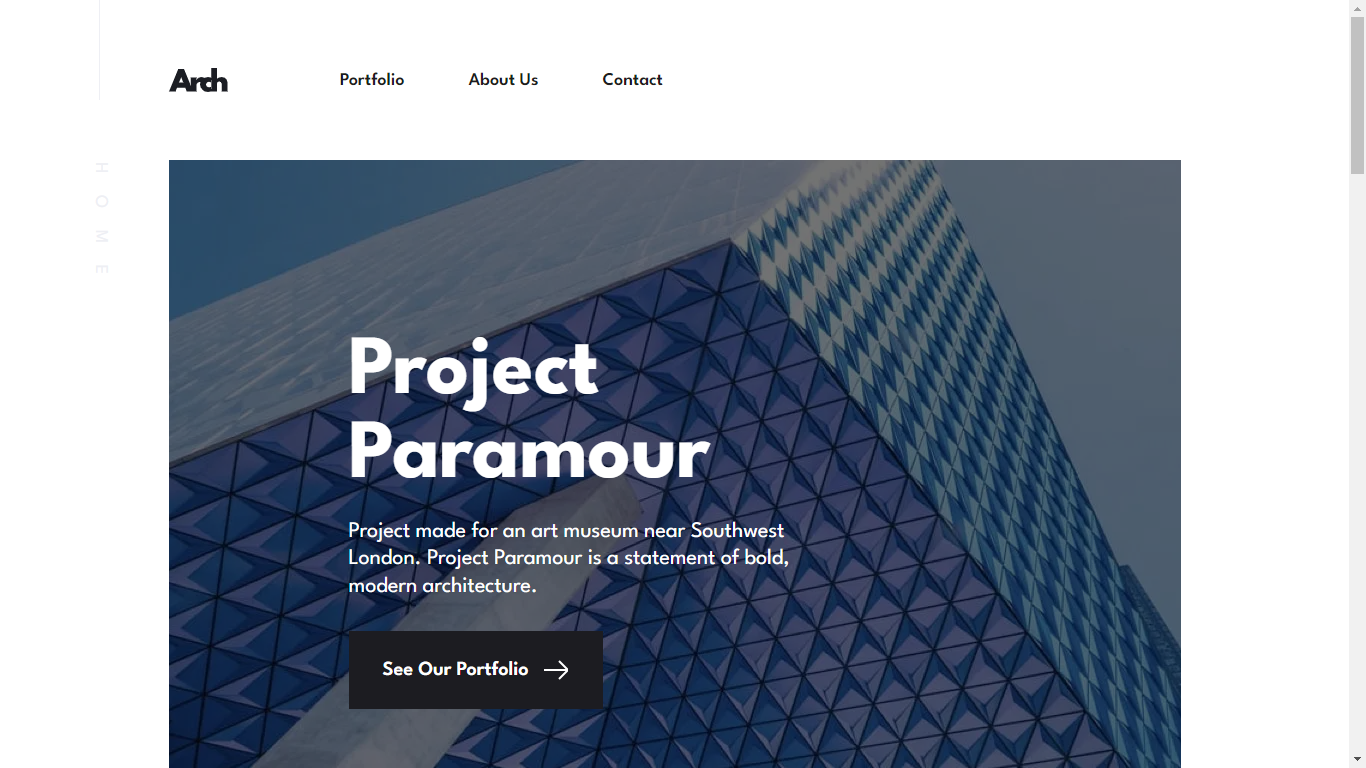 Arch
Portfolio
About Us
Contact
HOME
Project
Paramour
Project made for an art museum near Southwest
London. Project Paramour is a statement of bold,
modern architecture.
See Our Portfolio